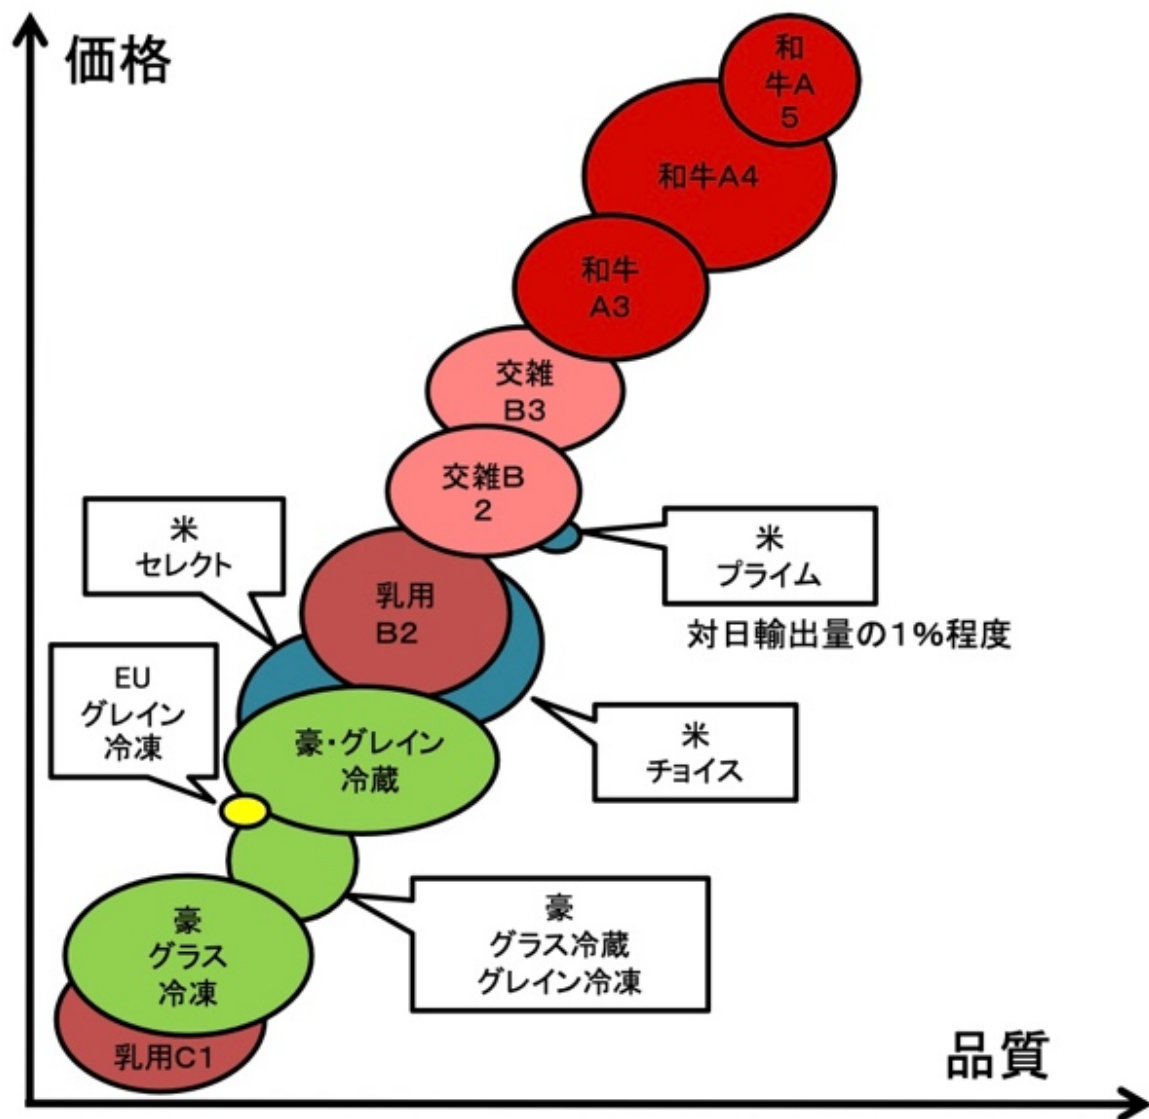 価格
和
牛A
5
和牛A4
和牛
A3
交雑
B3
交雑B
2
米
セレクト
米
プライム
対日輸出量の1%程度
乳用
B2
EU
グレイン
冷凍
豪・グレイン
冷蔵
米
チョイス
豪
グラス冷蔵
グレイン冷凍
豪
グラス
冷凍
乳用C1
品質